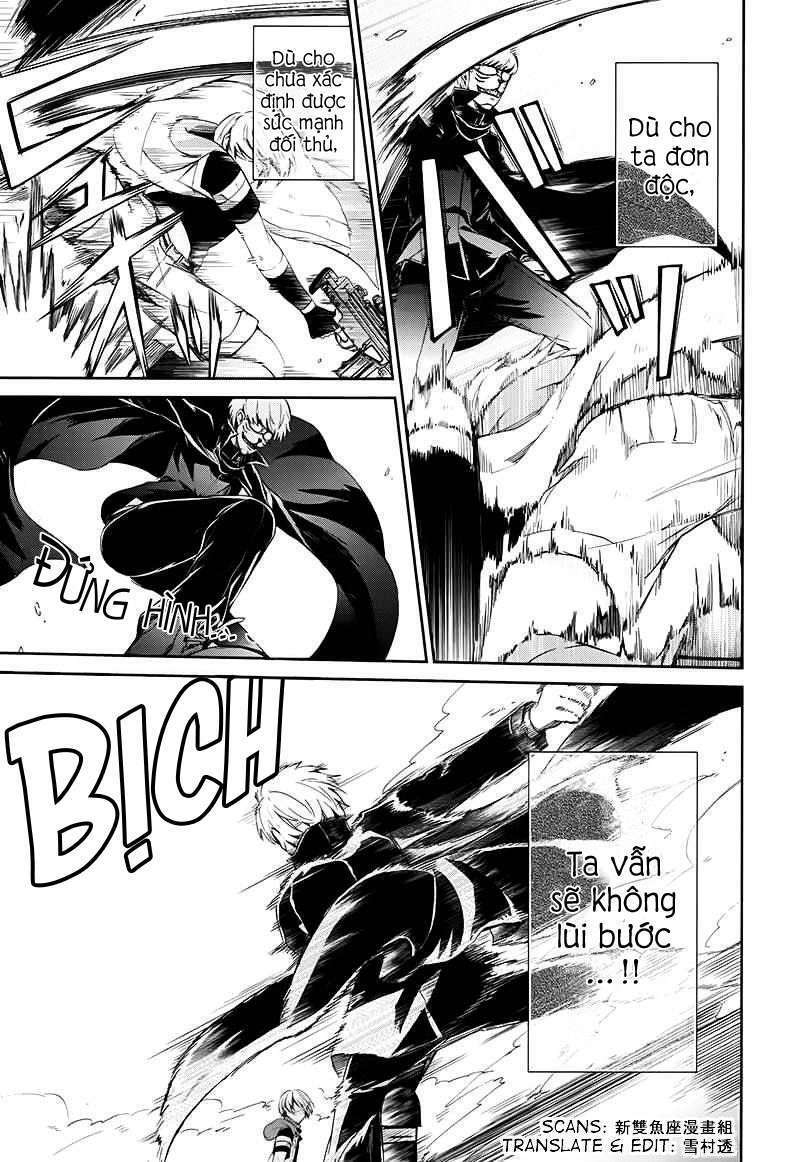 Dù cho
ta đơn
độc,
Dù cho
chưa xác
định được
sức mạnh
đối thủ,
ĐỨNG HÌNH...
BỊCH
Ta vẫn
sẽ không
lùi bước
...!!
SCANS: 新雙魚座漫畫組
TRANSLATE & EDIT: 雪村透